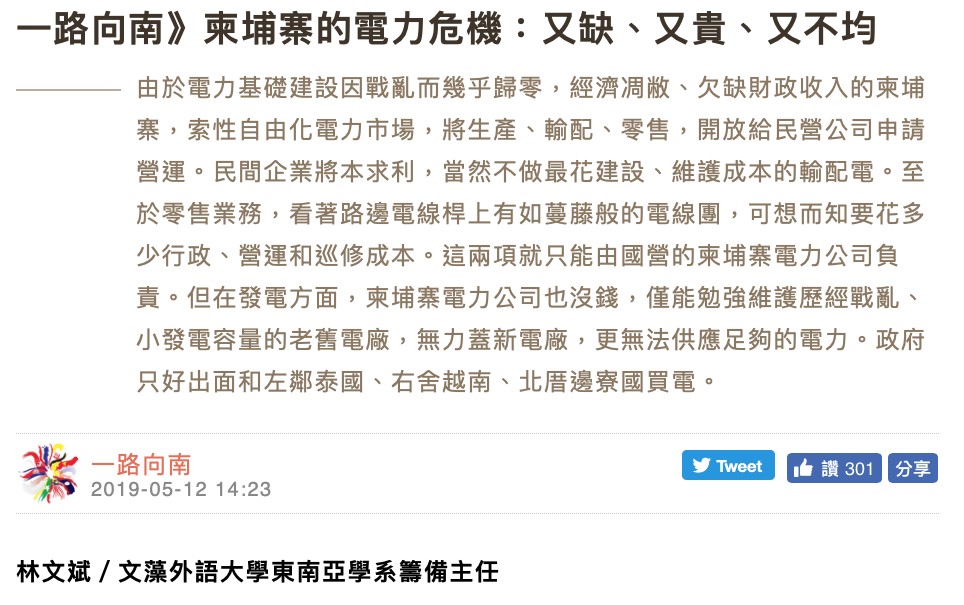 一路向南》柬埔寨的電力危機：又缺、又貴、又不均
由於電力基礎建設因戰亂而幾乎歸零，經濟凋敝、欠缺財政收入的柬埔
寨，索性自由化電力市場，將生產、輸配、零售，開放給民營公司申請
營運。民間企業將本求利，當然不做最花建設、維護成本的輸配電。至
於零售業務，看著路邊電線桿上有如蔓藤般的電線團，可想而知要花多
少行政、營運和巡修成本。這兩項就只能由國營的柬埔寨電力公司負
責。但在發電方面，柬埔寨電力公司也沒錢，僅能勉強維護歷經戰亂、
小發電容量的老舊電廠，無力蓋新電廠，更無法供應足夠的電力。政府
只好出面和左鄰泰國、右舍越南、北厝邊寮國買電。
一路向南
2019-05-12 14:23
Tweet
讚 301
分享
林文斌／文藻外語大學東南亞學系籌備主任